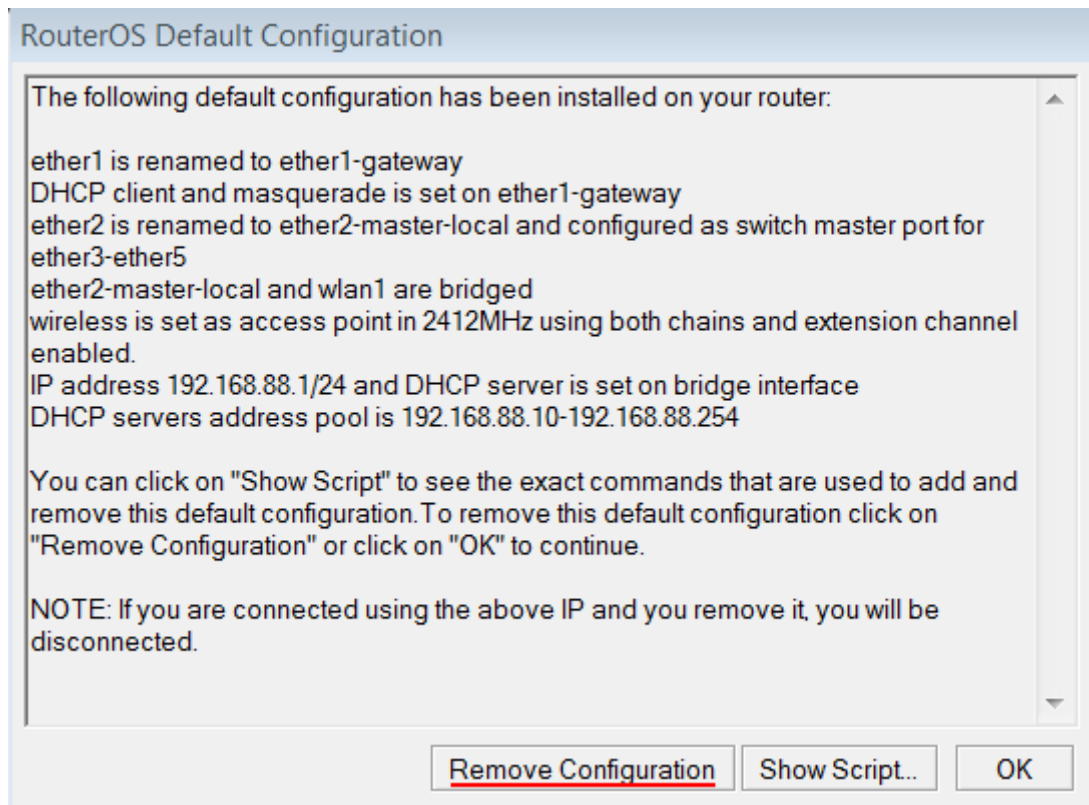 RouterOS Default Configuration
The following default configuration has been installed on your router:
ether1 is renamed to ether1-gateway
DHCP client and masquerade is set on ether1-gateway
ether2 is renamed to ether2-master-local and configured as switch master port for
ether3-ether5
ether2-master-local and wlan1 are bridged
wireless is set as access point in 2412MHz using both chains and extension channel
enabled.
IP address 192.168.88.1/24 and DHCP server is set on bridge interface
DHCP servers address pool is 192.168.88.10-192.168.88.254
You can click on "Show Script" to see the exact commands that are used to add and
remove this default configuration.To remove this default configuration click on
"Remove Configuration" or click on "OK" to continue.
NOTE: If you are connected using the above IP and you remove it, you will be
disconnected.
Remove Configuration Show Script... OK